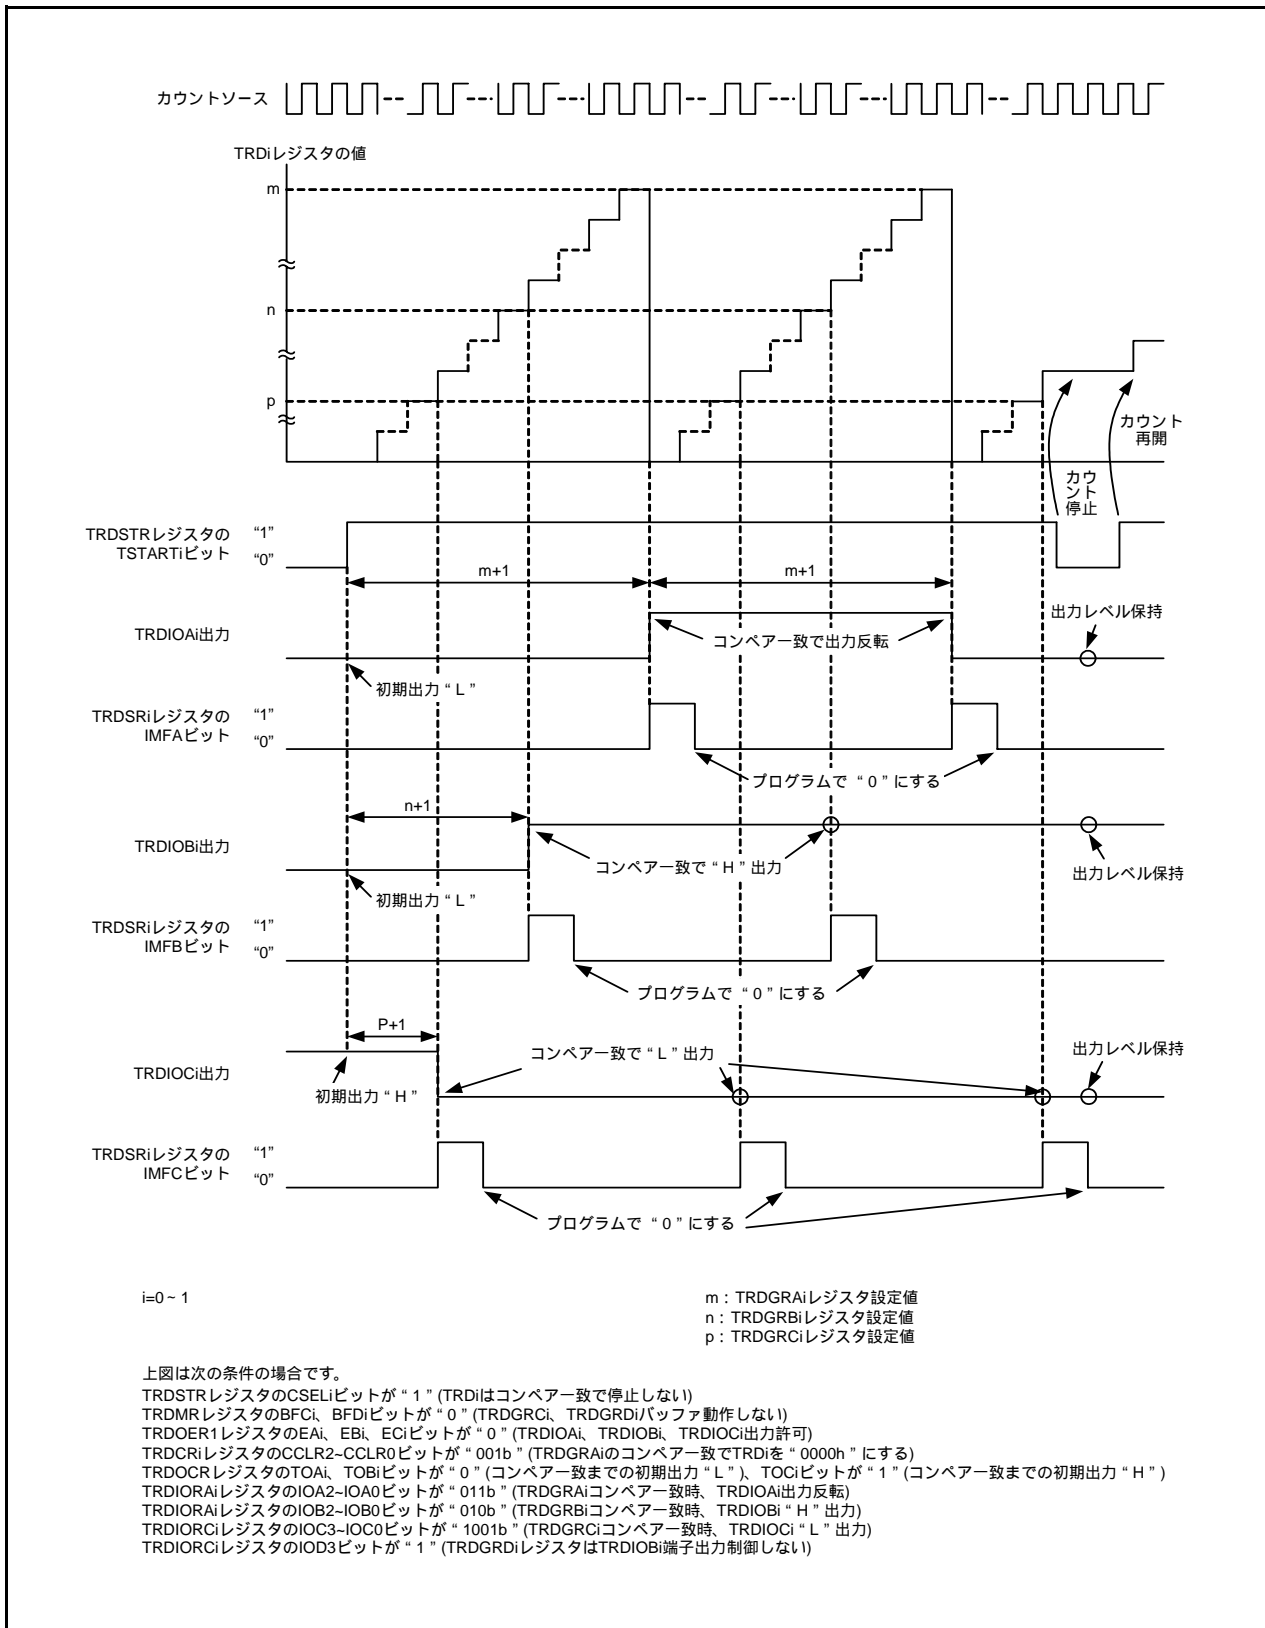 カウントソース
TRDiレジスタの値
m
n
p
カウント
再開
カウ
ント
停止
TRDSTRレジスタの “1”
TSTARTiビット “0”
m+1 m+1
出力レベル保持
TRDIOAi出力
コンペア一致で出力反転
初期出力“L”
TRDSRiレジスタの “1”
IMFAビット “0”
プログラムで “0”にする
n+1
TRDIOBi出力
コンペア一致で“H”出力
出力レベル保持
初期出力“L”
TRDSRiレジスタの “1”
IMFBビット “0”
プログラムで “0”にする
P+1
コンペア一致で“L”出力
出力レベル保持
TRDIOCi出力
初期出力“H”
TRDSRiレジスタの “1”
IMFCビット “0”
プログラムで “0”にする
i=0~1
m:TRDGRAiレジスタ設定値
n:TRDGRBiレジスタ設定値
p:TRDGRCiレジスタ設定値
上図は次の条件の場合です。
TRDSTRレジスタのCSELiビットが“1”(TRDiはコンペア一致で停止しない)
TRDMRレジスタのBFCi、BFDiビットが“0”(TRDGRCi、TRDGRDiバッファ動作しない)
TRDOER1レジスタのEAi、EBi、ECiビットが“0”(TRDIOAi、TRDIOBi、TRDIOCi出力許可)
TRDCRiレジスタのCCLR2~CCLR0ビットが“001b”(TRDGRAiのコンペア一致でTRDiを“0000h”にする)
TRDOCRレジスタのTOAi、TOBiビットが“0”(コンペア一致までの初期出力“L”)、TOCiビットが“1”(コンペア一致までの初期出力“H”)
TRDIORAiレジスタのIOA2~IOA0ビットが“011b”(TRDGRAiコンペア一致時、TRDIOAi出力反転)
TRDIORAiレジスタのIOB2~IOB0ビットが“010b”(TRDGRBiコンペア一致時、TRDIOBi“H”出力)
TRDIORCiレジスタのIOC3~IOC0ビットが“1001b”(TRDGRCiコンペア一致時、TRDIOCi“L”出力)
TRDIORCiレジスタのIOD3ビットが“1”(TRDGRDiレジスタはTRDIOBi端子出力制御しない)